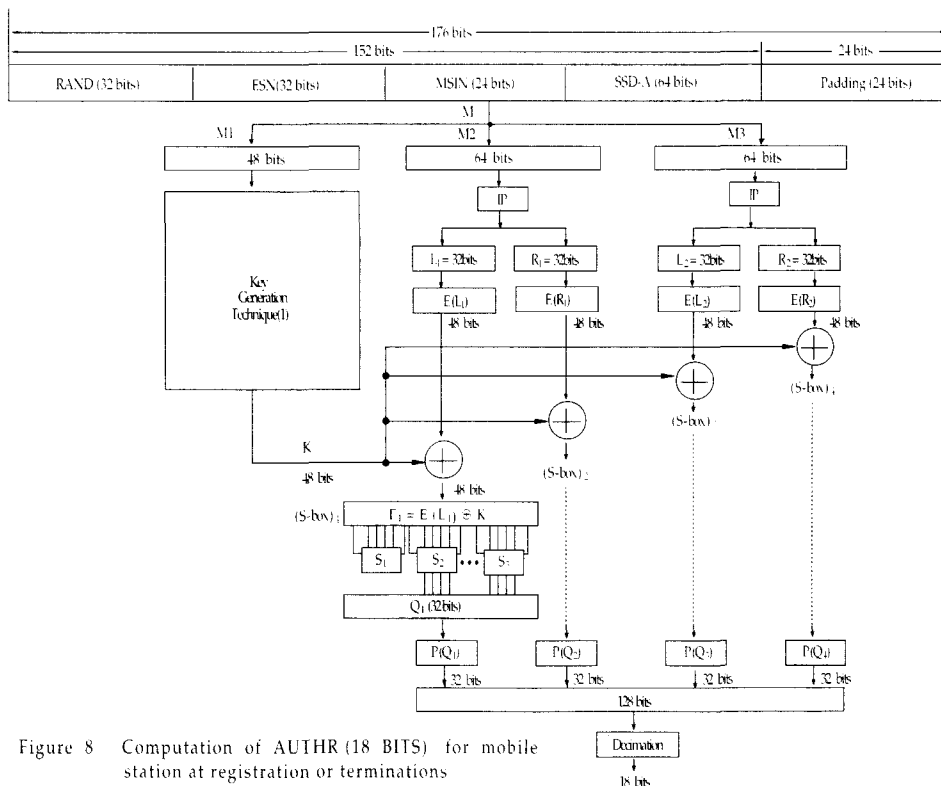 176 bits
152 bits 24 bits
RAND (32 bits) ESN(32 bits) MSIN (24 bits) SSD-A (64 bits) Padding (24 bits)
M
M1 M2 M3
48 bits 64 bits 64 bits
IP IP
L₁ = 32bits R₁ = 32bits L₂ = 32bits R₂ = 32bits
Key
Generation
Technique(1)
E(L₁) E(R₁) E(L₂) E(R₂)
48 bits 48 bits 48 bits 48 bits
(S-box)₄
(S-box)
K
48 bits
(S-box)₂
48 bits
(S-box)₁ Γ₁ = E(L₁) ⊕ K
S₁ S₂ ••• S
Q₁ (32bits)
P(Q₁) P(Q₂) P(Q₃) P(Q₄)
32 bits 32 bits 32 bits 32 bits
128 bits
Decimation
18 bits
Figure 8 Computation of AUTHR (18 BITS) for mobile
station at registration or terminations